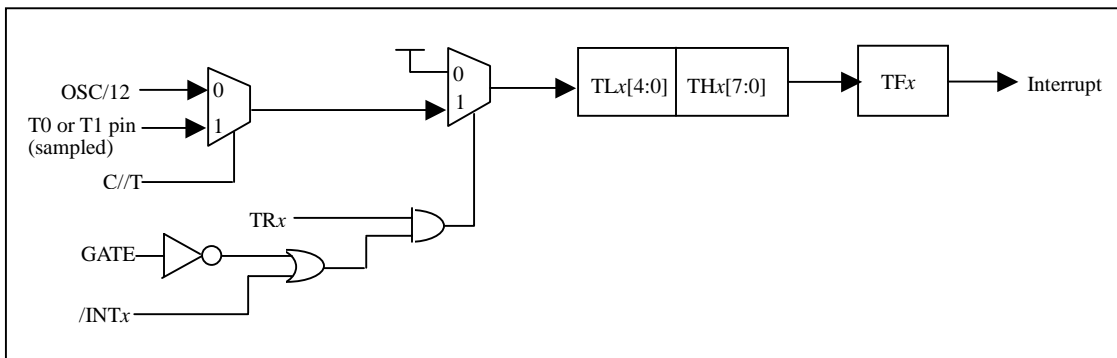 OSC/12
T0 or T1 pin
(sampled)
C//T
0
1
0
1
TLx[4:0]
THx[7:0]
TFx
Interrupt
TRx
GATE
/INTx